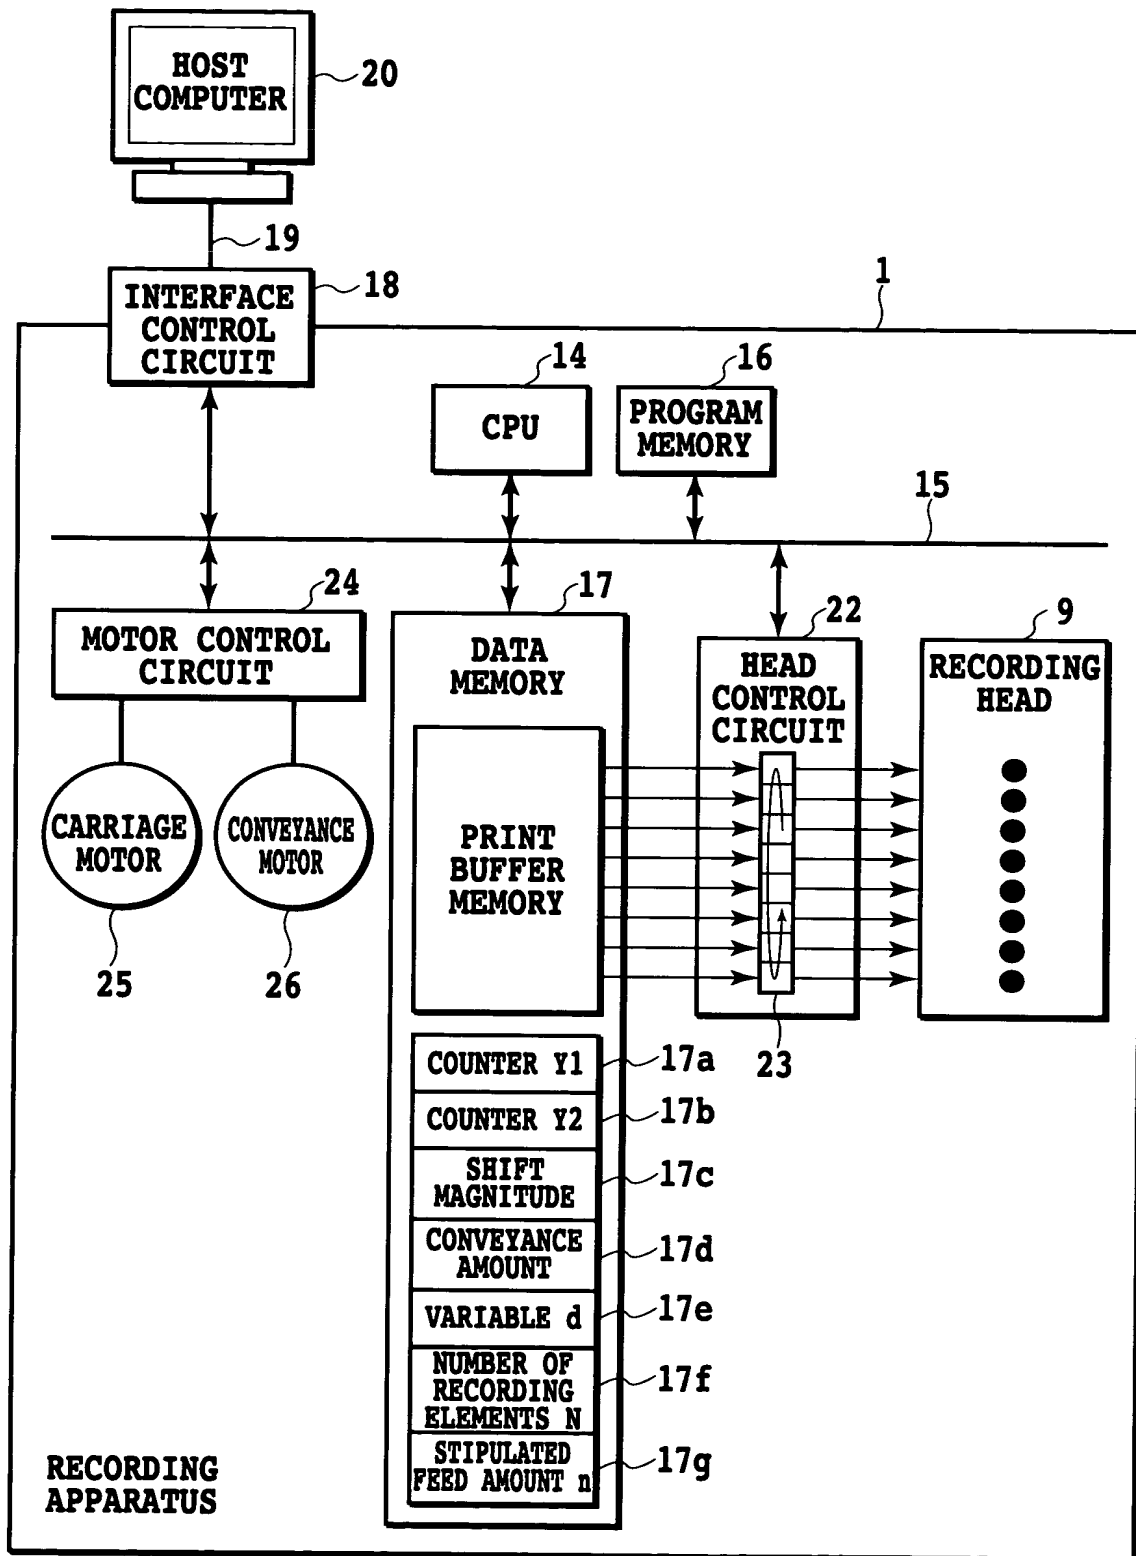 HOST
COMPUTER
20
19
INTERFACE
CONTROL
CIRCUIT
18
1
14
CPU
16
PROGRAM
MEMORY
15
24
MOTOR CONTROL
CIRCUIT
17
DATA
MEMORY
22
HEAD
CONTROL
CIRCUIT
9
RECORDING
HEAD
CARRIAGE
MOTOR
CONVEYANCE
MOTOR
25
26
PRINT
BUFFER
MEMORY
23
COUNTER Y1
17a
COUNTER Y2
17b
SHIFT
MAGNITUDE
17c
CONVEYANCE
AMOUNT
17d
VARIABLE d
17e
NUMBER OF
RECORDING
ELEMENTS N
17f
STIPULATED
FEED AMOUNT n
17g
RECORDING
APPARATUS